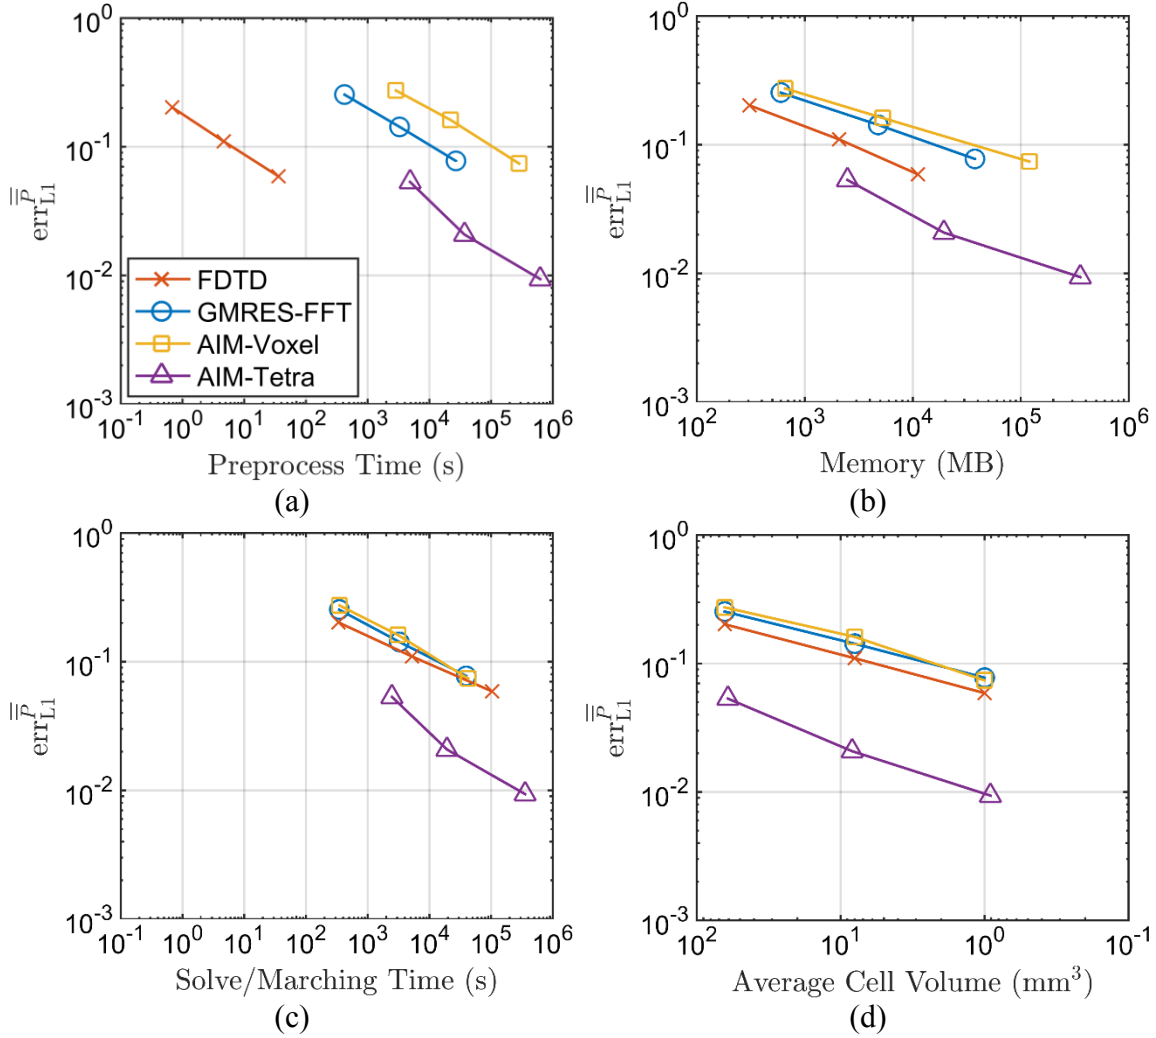 10^0
10^-1
10^-2
10^-3
err_L1^P̿
FDTD
GMRES-FFT
AIM-Voxel
AIM-Tetra
10^-1 10^0 10^1 10^2 10^3 10^4 10^5 10^6
Preprocess Time (s)
(a)
10^0
10^-1
10^-2
10^-3
err_L1^P̿
10^2 10^3 10^4 10^5 10^6
Memory (MB)
(b)
10^0
10^-1
10^-2
10^-3
err_L1^P̿
10^-1 10^0 10^1 10^2 10^3 10^4 10^5 10^6
Solve/Marching Time (s)
(c)
10^0
10^-1
10^-2
10^-3
err_L1^P̿
10^2 10^1 10^0 10^-1
Average Cell Volume (mm^3)
(d)